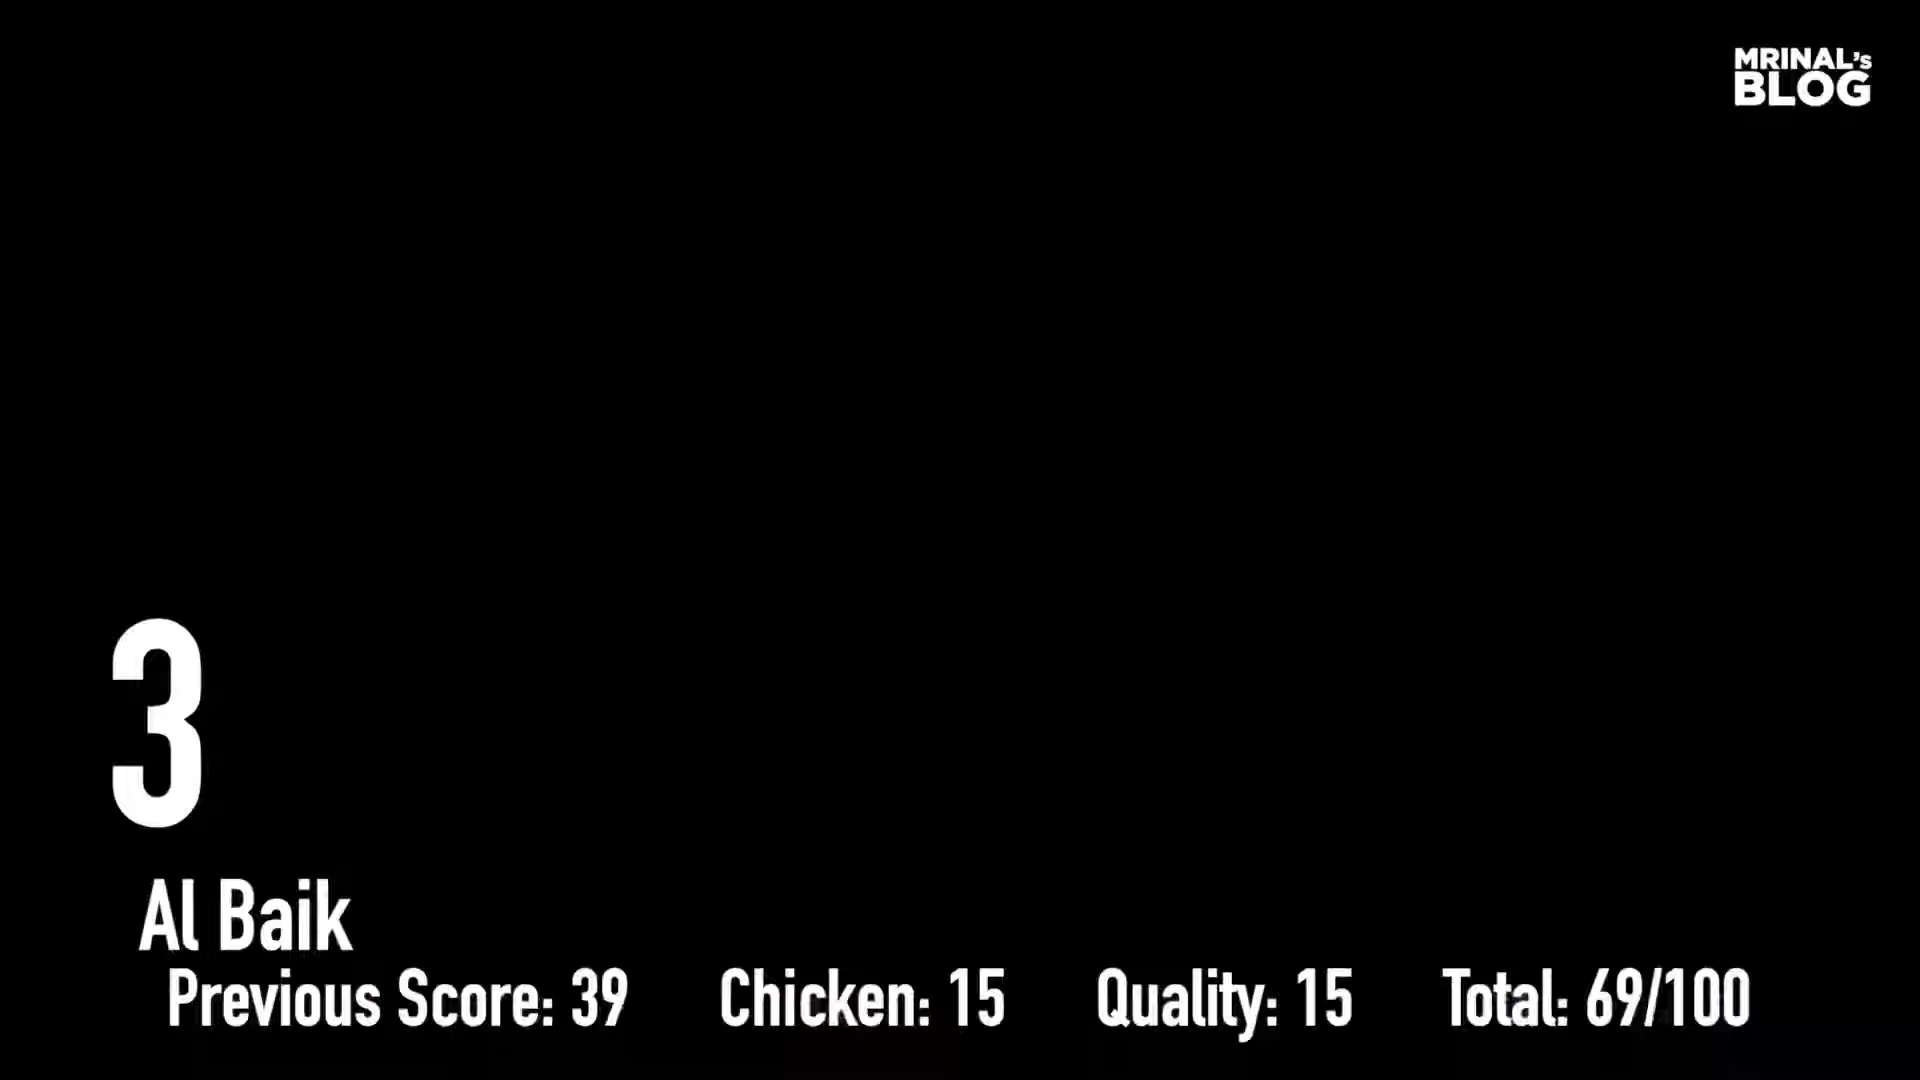 MRINAL's
BLOG
3
Al Baik
Previous Score: 39 Chicken: 15 Quality: 15 Total: 69/100